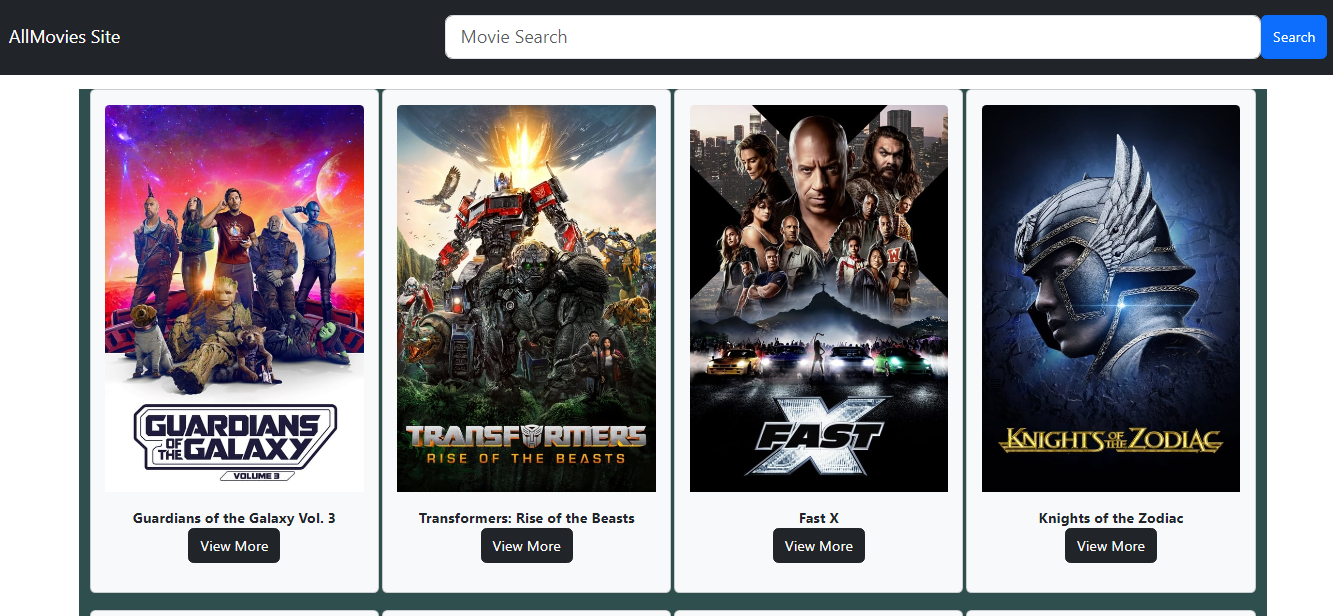 AllMovies Site
Movie Search
Search
GUARDIANS
OF THE GALAXY
VOLUME 3
TRANSFORMERS
RISE OF THE BEASTS
FAST X
KNIGHTS OF THE ZODIAC
Guardians of the Galaxy Vol. 3
Transformers: Rise of the Beasts
Fast X
Knights of the Zodiac
View More
View More
View More
View More